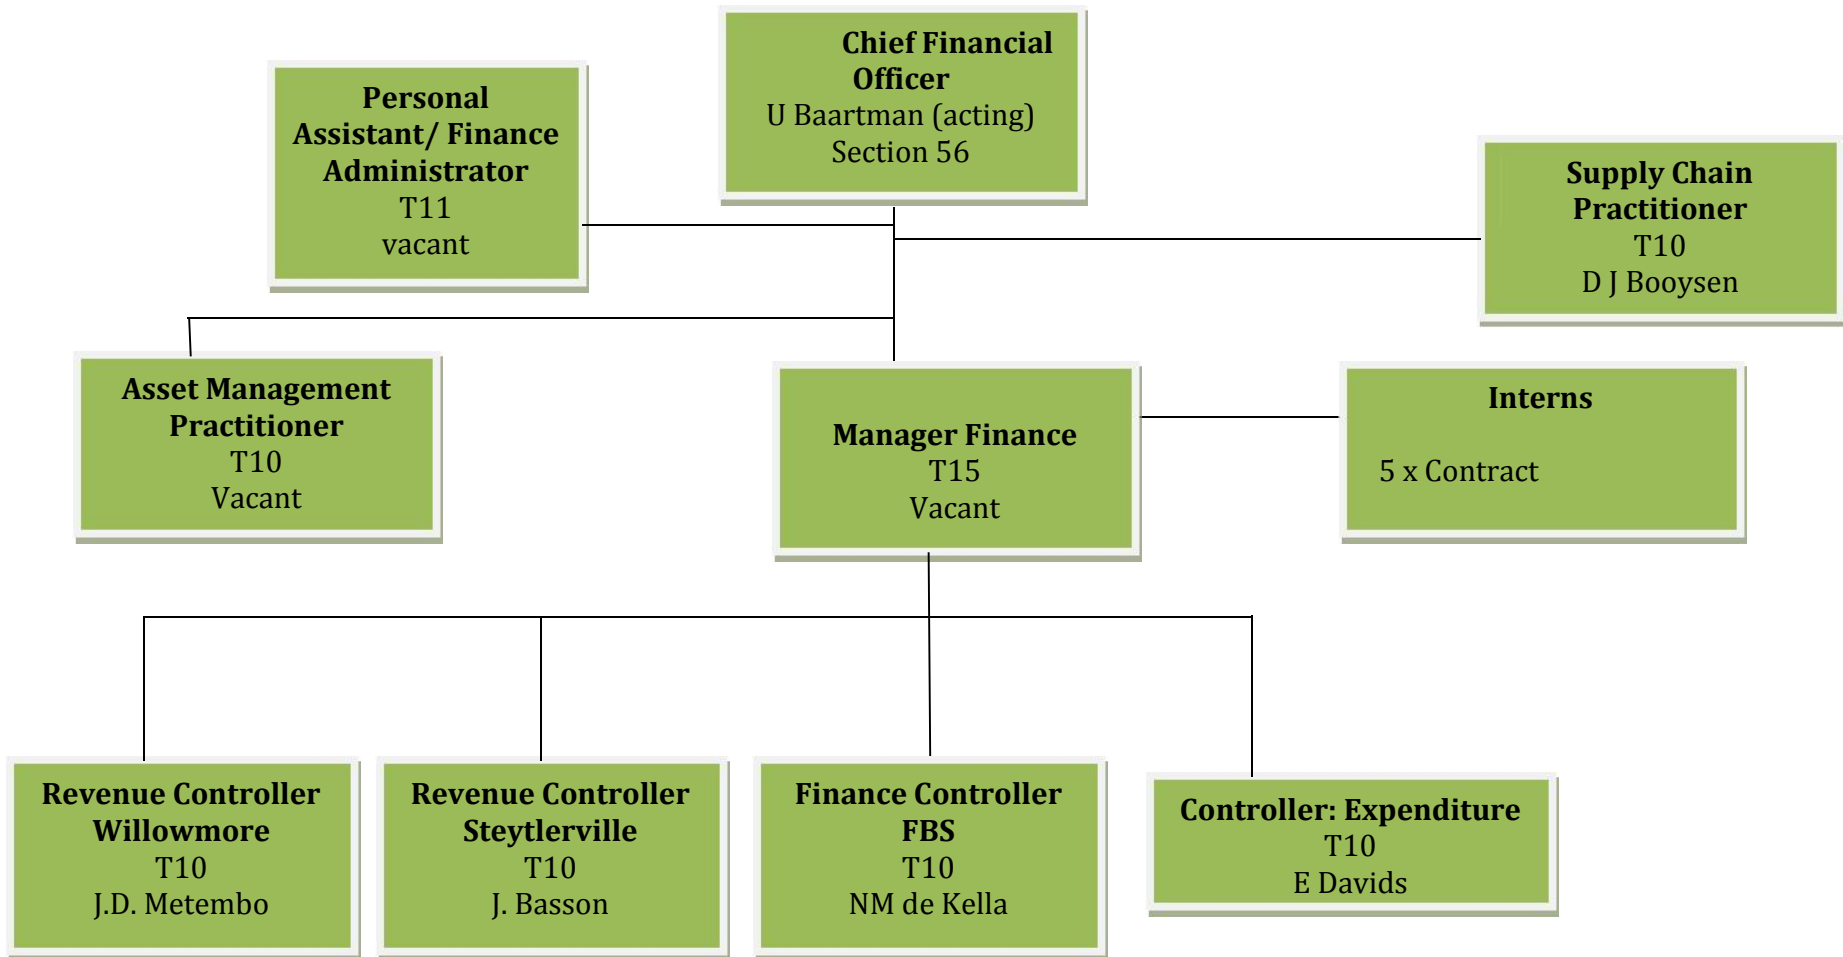 Chief Financial
Officer
U Baartman (acting)
Section 56
Personal
Assistant/ Finance
Administrator
T11
vacant
Supply Chain
Practitioner
T10
D J Booysen
Asset Management
Practitioner
T10
Vacant
Manager Finance
T15
Vacant
Interns
5 x Contract
Revenue Controller
Willowmore
T10
J.D. Metembo
Revenue Controller
Steytlerville
T10
J. Basson
Finance Controller
FBS
T10
NM de Kella
Controller: Expenditure
T10
E Davids